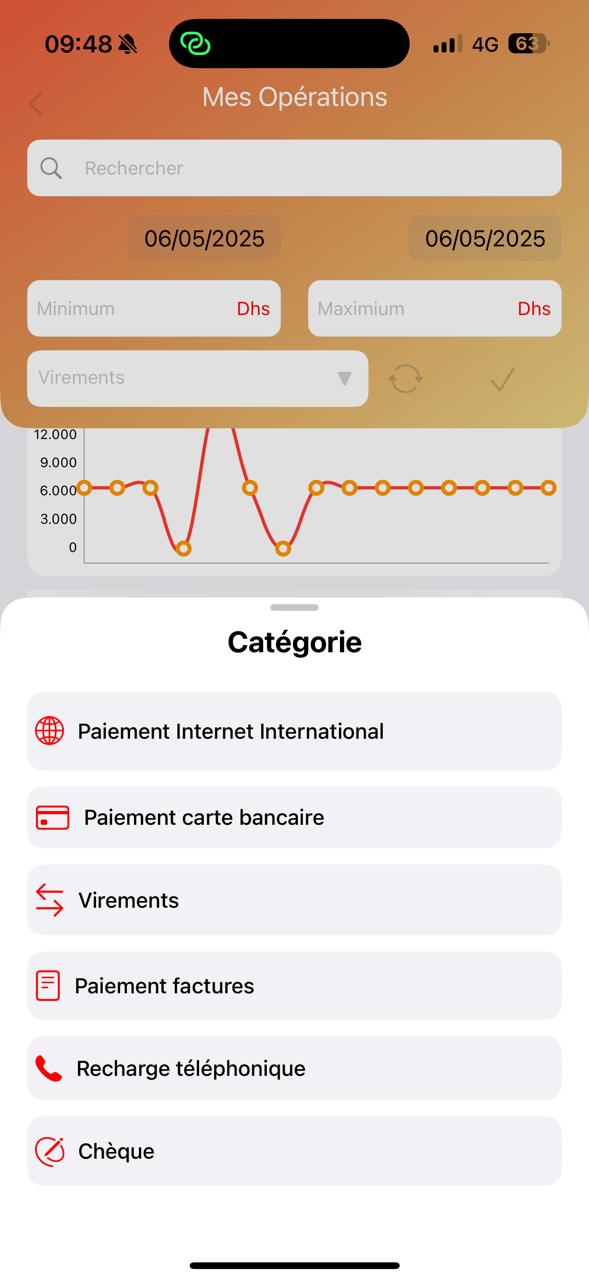 09:48 4G 63
Mes Opérations
Rechercher
06/05/2025 06/05/2025
Minimum Dhs Maximium Dhs
Virements
12.000
9.000
6.000
3.000
0
Catégorie
Paiement Internet International
Paiement carte bancaire
Virements
Paiement factures
Recharge téléphonique
Chèque